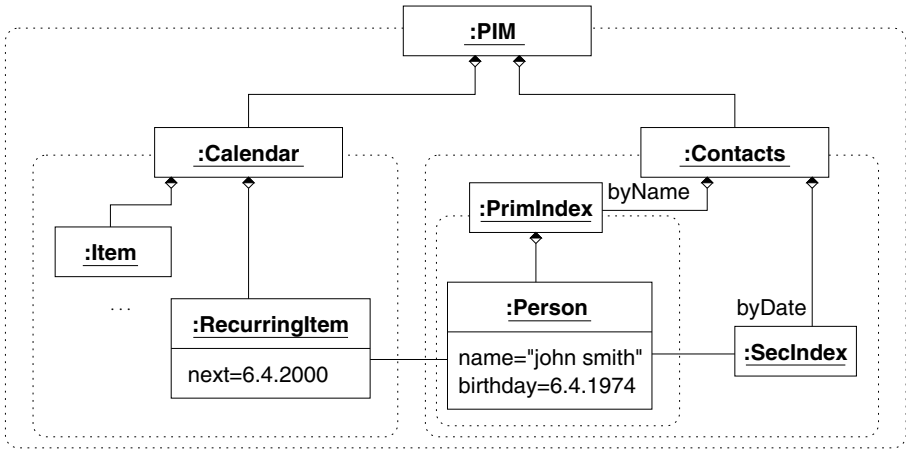 :PIM
:Calendar
:Contacts
byName
:PrimIndex
:Item
...
:RecurringItem
next=6.4.2000
:Person
name="john smith"
birthday=6.4.1974
byDate
:SecIndex